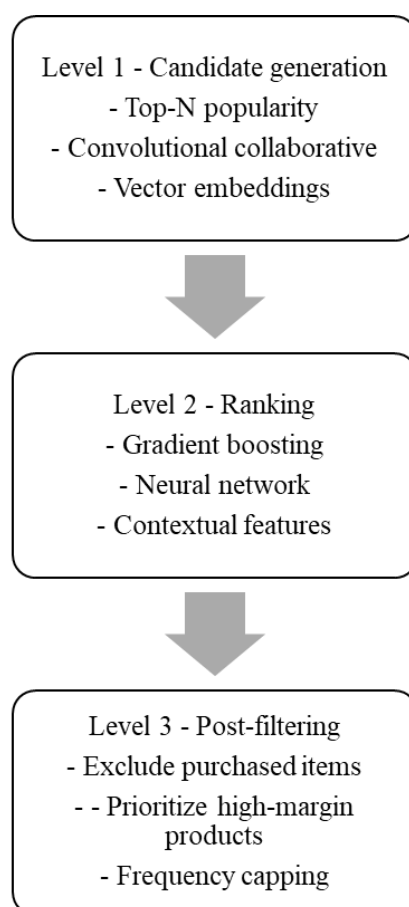 Level 1 - Candidate generation
- Top-N popularity
- Convolutional collaborative
- Vector embeddings
Level 2 - Ranking
- Gradient boosting
- Neural network
- Contextual features
Level 3 - Post-filtering
- Exclude purchased items
- - Prioritize high-margin
products
- Frequency capping